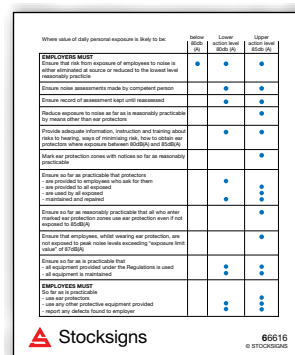 Where value of daily personal exposure is likely to be:
below
80db
(A)
Lower
action level
80db (A)
Upper
action level
85db (A)
EMPLOYERS MUST
Ensure that risk from exposure of employees to noise is
either eliminated at source or reduced to the lowest level
reasonably practicle
Ensure noise assessments made by competent person
Ensure record of assessment kept until reassessed
Reduce exposure to noise as far as is reasonably practicable
by means other than ear protectors
Provide adequate information, instruction and training about
risks to hearing, ways of minimising risk, how to obtain ear
protectors where exposure between 80dB(A) and 85dB(A)
Mark ear protection zones with notices so far as reasonably
practicable
Ensure so far as practicable that protectors
- are provided to employees who ask for them
- are provided to all exposed
- are used by all exposed
- maintained and repaired
Ensure so far as reasonably practicable that all who enter
marked ear protection zones use ear protection even if not
exposed to 85dB(A)
Ensure that employees, whilst wearing ear protection, are
not exposed to peak noise levels exceeding "exposure limit
value" of 87dB(A)
Ensure so far as is practicable that
- all equipment provided under the Regulations is used
- all equipment is maintained
EMPLOYEES MUST
So far as is practicable
- use ear protectors
- use any other protective equipment provided
- report any defects found to employer
Stocksigns
66616
© STOCKSIGNS